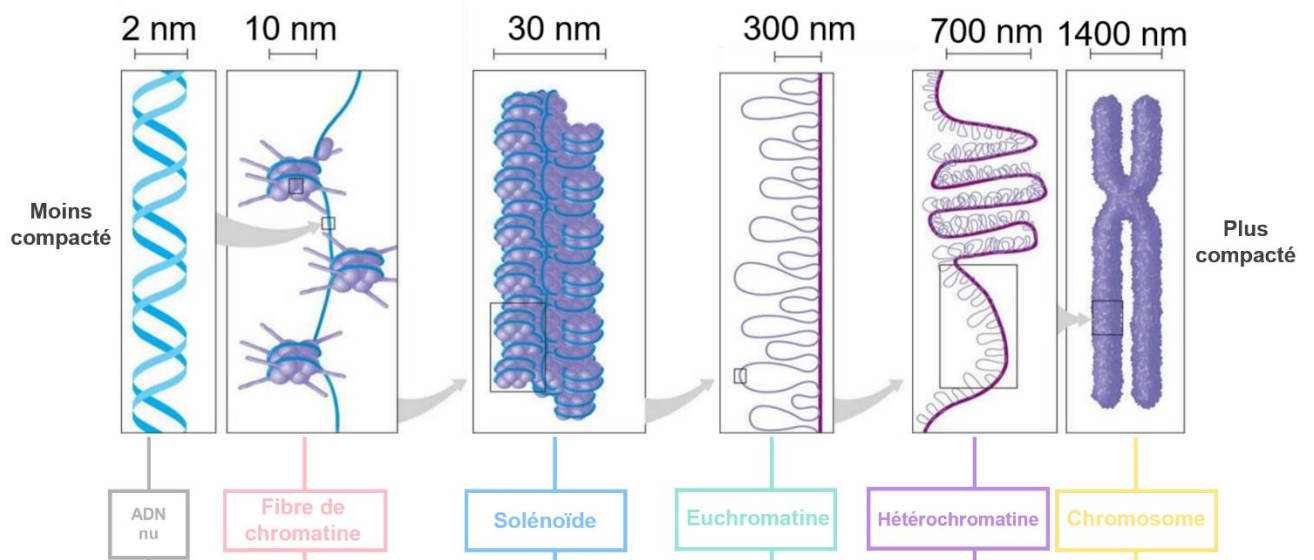 2 nm
10 nm
30 nm
300 nm
700 nm
1400 nm
Moins
compacté
Plus
compacté
ADN
nu
Fibre de
chromatine
Solénoïde
Euchromatine
Hétérochromatine
Chromosome